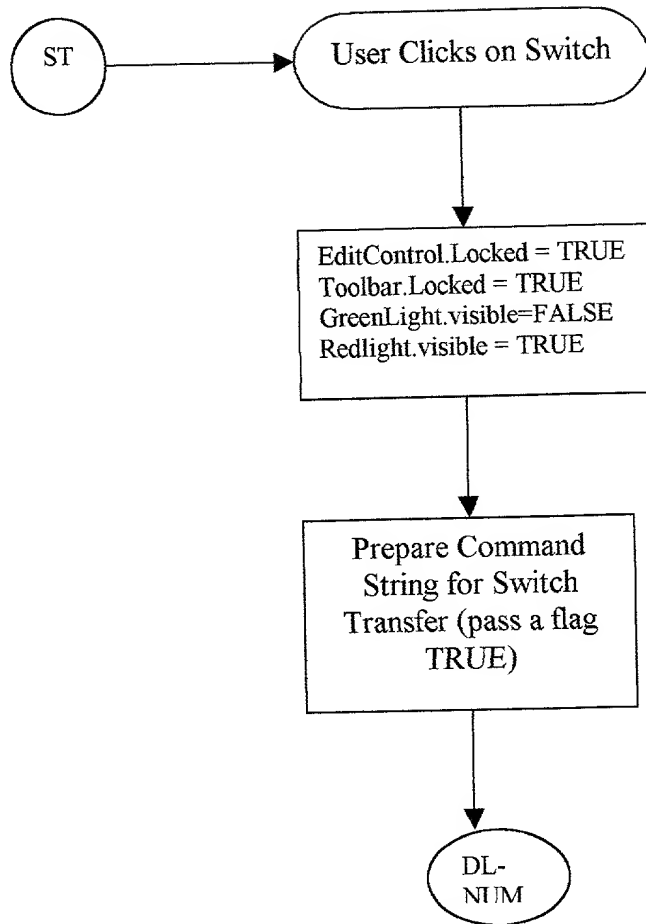 ST
User Clicks on Switch
EditControl.Locked = TRUE
Toolbar.Locked = TRUE
GreenLight.visible=FALSE
Redlight.visible = TRUE
Prepare Command
String for Switch
Transfer (pass a flag
TRUE)
DL-
NUM